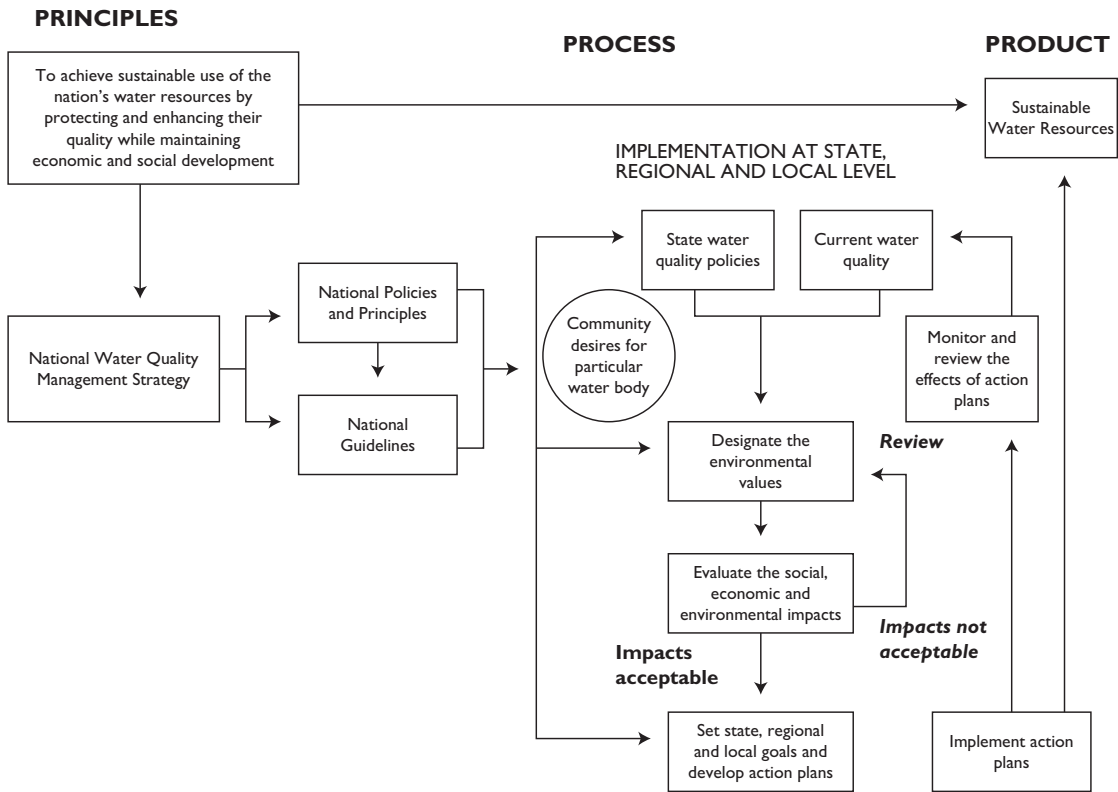 PRINCIPLES
PROCESS
PRODUCT
To achieve sustainable use of the
nation’s water resources by
protecting and enhancing their
quality while maintaining
economic and social development
Sustainable
Water Resources
IMPLEMENTATION AT STATE,
REGIONAL AND LOCAL LEVEL
State water
quality policies
Current water
quality
National Policies
and Principles
National Water Quality
Management Strategy
National
Guidelines
Community
desires for
particular
water body
Monitor and
review the
effects of action
plans
Designate the
environmental
values
Review
Evaluate the social,
economic and
environmental impacts
Impacts not
acceptable
Impacts
acceptable
Set state, regional
and local goals and
develop action plans
Implement action
plans